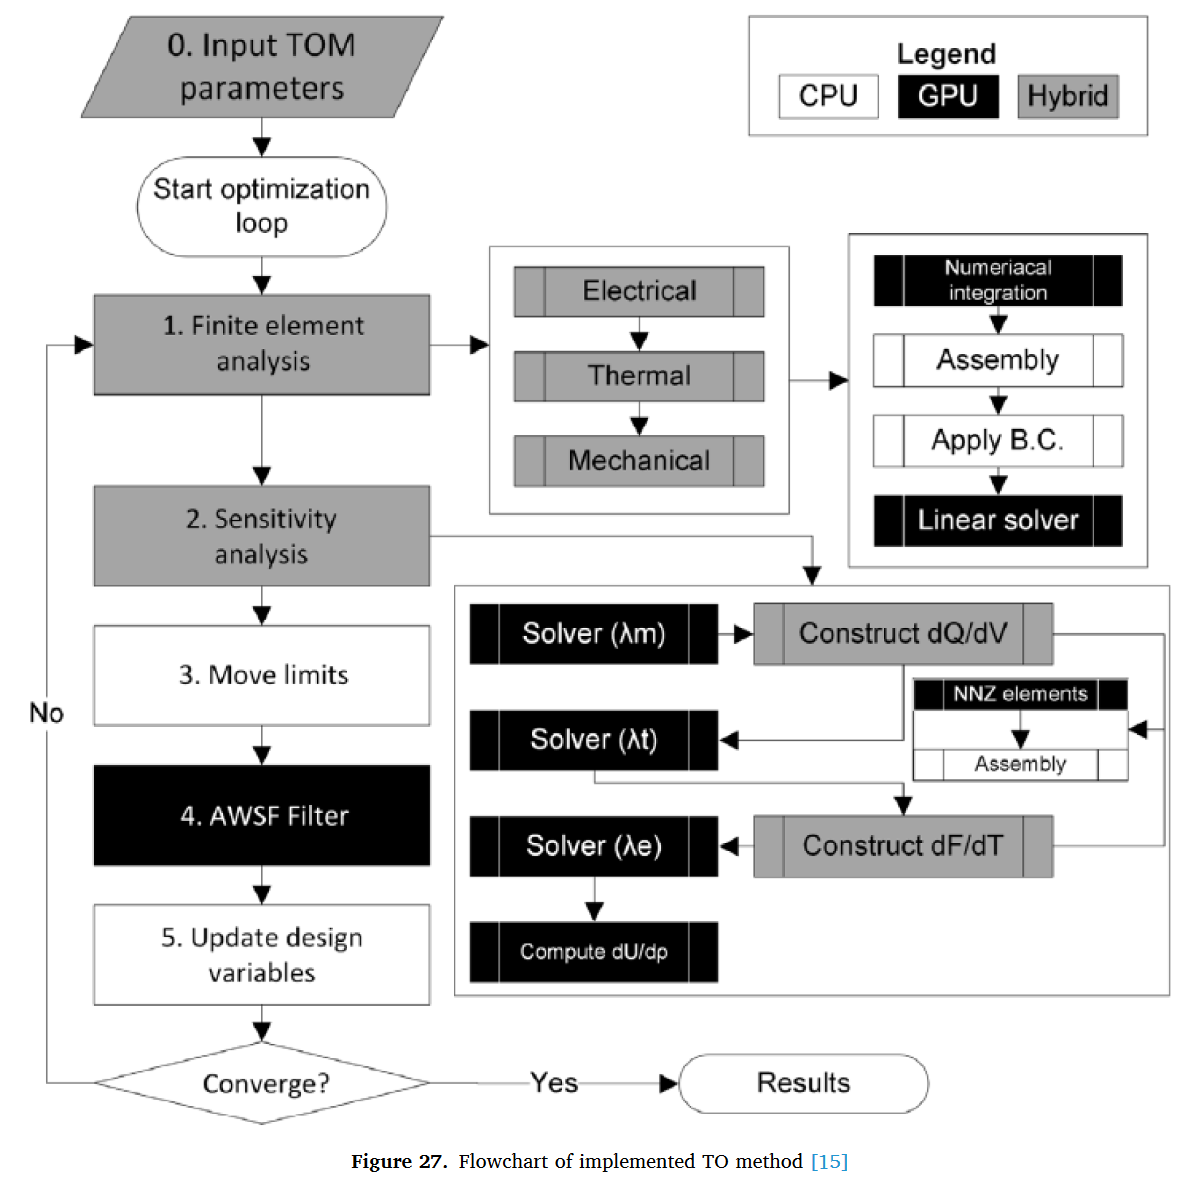 0. Input TOM
parameters
Legend
CPU
GPU
Hybrid
Start optimization
loop
1. Finite element
analysis
Electrical
Thermal
Mechanical
Numeriacal
integration
Assembly
Apply B.C.
Linear solver
2. Sensitivity
analysis
Solver (λm)
Construct dQ/dV
NNZ elements
Assembly
Solver (λt)
Solver (λe)
Construct dF/dT
Compute dU/dp
3. Move limits
No
4. AWSF Filter
5. Update design
variables
Converge?
Yes
Results
Figure 27. Flowchart of implemented TO method [15]